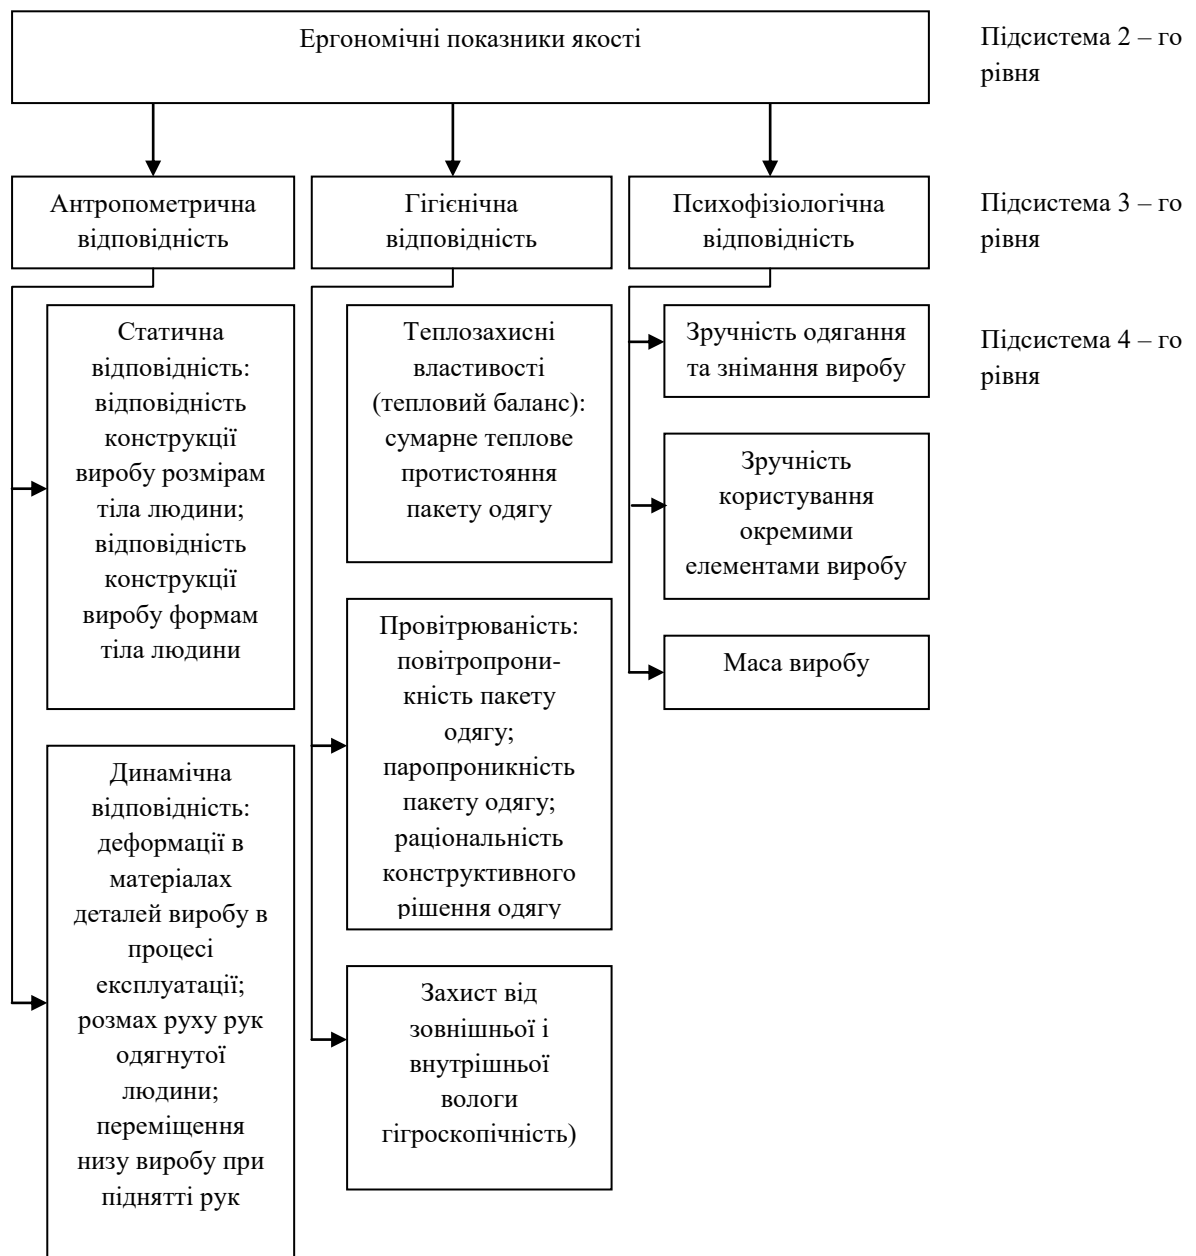 Ергономічні показники якості
Підсистема 2 – го
рівня
Антропометрична
відповідність
Гігієнічна
відповідність
Психофізіологічна
відповідність
Підсистема 3 – го
рівня
Статична
відповідність:
відповідність
конструкції
виробу розмірам
тіла людини;
відповідність
конструкції
виробу формам
тіла людини
Теплозахисні
властивості
(тепловий баланс):
сумарне теплове
протистояння
пакету одягу
Зручність одягання
та знімання виробу
Підсистема 4 – го
рівня
Зручність
користування
окремими
елементами виробу
Провітрюваність:
повітропрони-
кність пакету
одягу;
паропроникність
пакету одягу;
раціональність
конструктивного
рішення одягу
Маса виробу
Динамічна
відповідність:
деформації в
матеріалах
деталей виробу в
процесі
експлуатації;
розмах руху рук
одягнутої
людини;
переміщення
низу виробу при
піднятті рук
Захист від
зовнішньої і
внутрішньої
вологи
гігроскопічність)